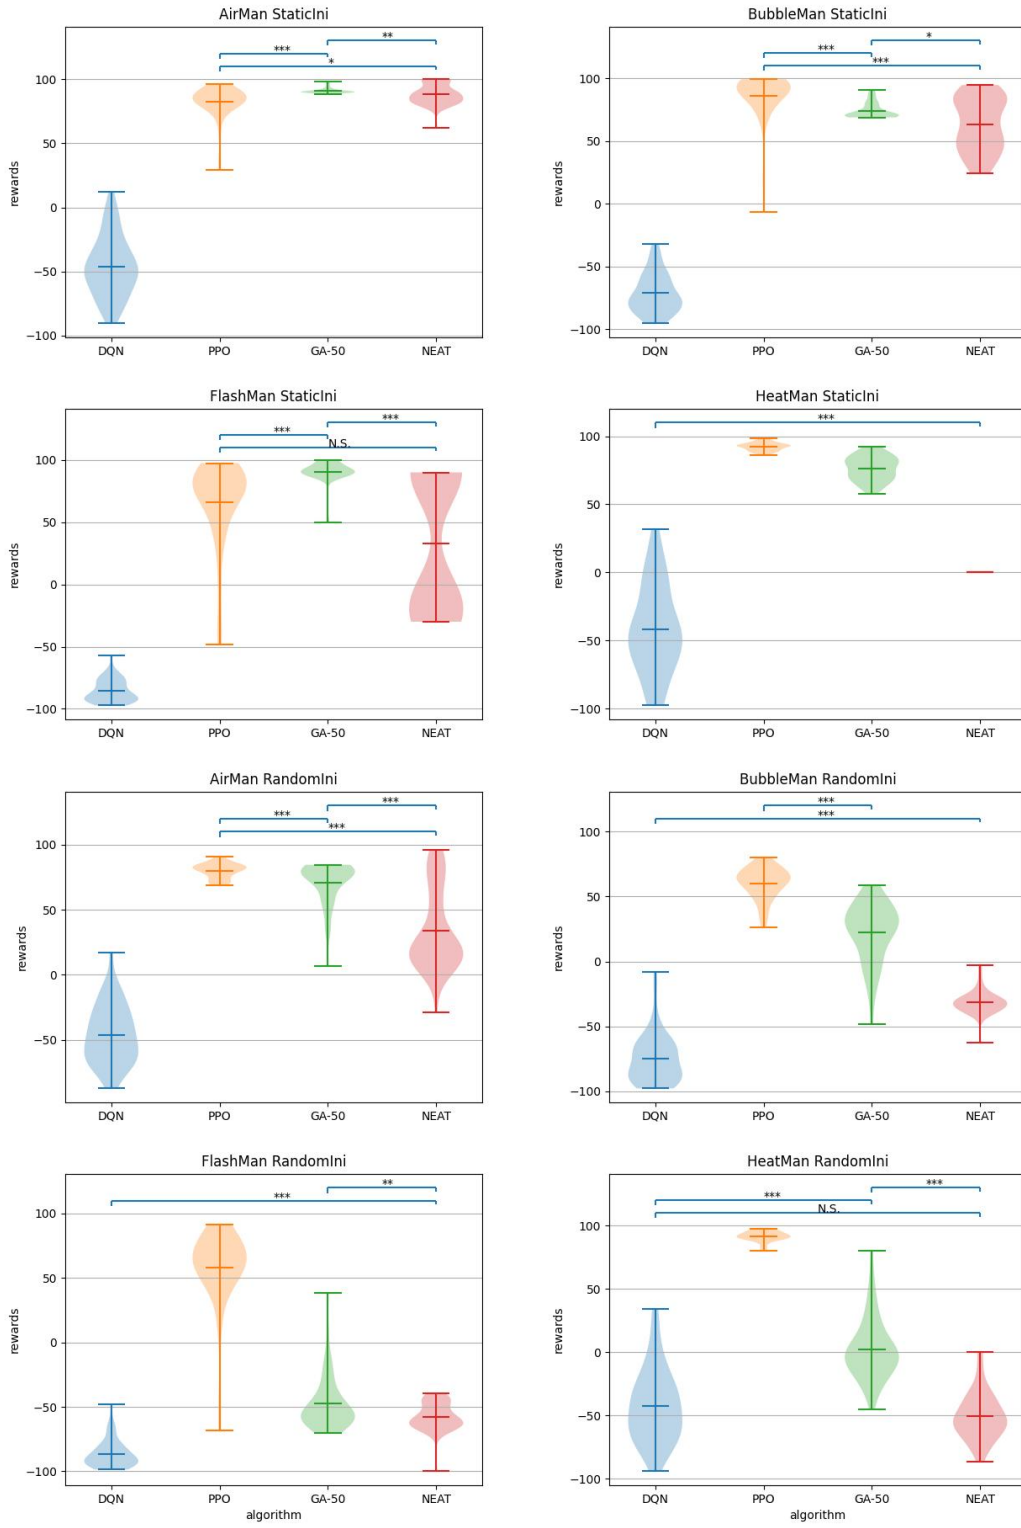 AirMan StaticIni
**
***
*
100
50
0
−50
−100
rewards
DQN PPO GA-50 NEAT
BubbleMan StaticIni
*
***
***
100
50
0
−50
−100
rewards
DQN PPO GA-50 NEAT
FlashMan StaticIni
***
***
N.S.
100
50
0
−50
−100
rewards
DQN PPO GA-50 NEAT
HeatMan StaticIni
***
100
50
0
−50
−100
rewards
DQN PPO GA-50 NEAT
AirMan RandomIni
***
***
***
100
50
0
−50
rewards
DQN PPO GA-50 NEAT
BubbleMan RandomIni
***
***
100
50
0
−50
−100
rewards
DQN PPO GA-50 NEAT
FlashMan RandomIni
**
***
100
50
0
−50
−100
rewards
DQN PPO GA-50 NEAT
algorithm
HeatMan RandomIni
***
***
N.S.
100
50
0
−50
−100
rewards
DQN PPO GA-50 NEAT
algorithm